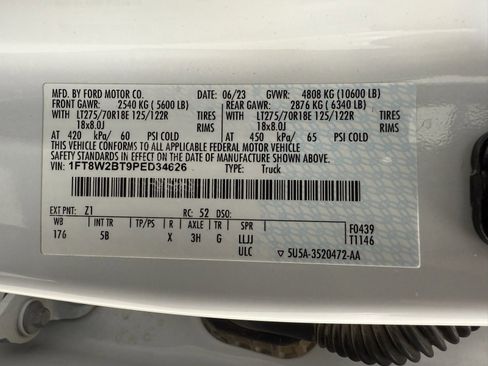 MFD. BY FORD MOTOR CO. DATE: 06/23 GVWR: 4808 KG (10600 LB)
FRONT GAWR: 2540 KG ( 5600 LB) REAR GAWR: 2876 KG ( 6340 LB)
WITH LT275/70R18E 125/122R TIRES WITH LT275/70R18E 125/122R TIRES
18x8.0J RIMS 18x8.0J RIMS
AT 420 kPa/ 60 PSI COLD AT 450 kPa/ 65 PSI COLD
THIS VEHICLE CONFORMS TO ALL APPLICABLE FEDERAL MOTOR VEHICLE
SAFETY STANDARDS IN EFFECT ON THE DATE OF MANUFACTURE SHOWN ABOVE.
VIN: 1FT8W2BT9PED34626 TYPE: Truck
EXT PNT: Z1 RC: 52 DSO:
WB INT TR R AXLE TR SPR F0439
176 5B X 3H G LLJJ T1146
ULC ▽ 5U5A-3520472-AA